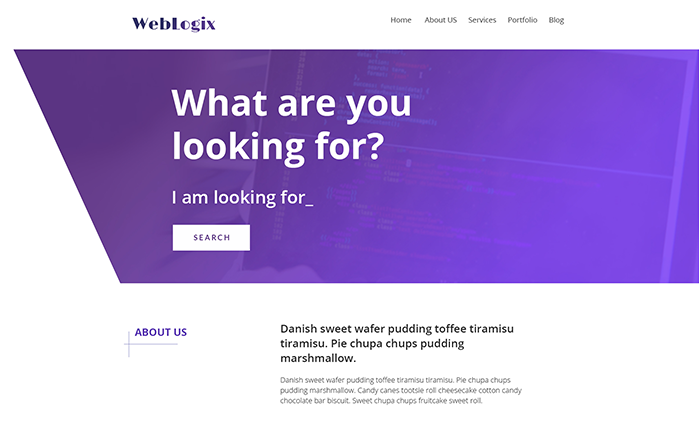 WebLogix
Home About US Services Portfolio Blog
What are you
looking for?
I am looking for_
SEARCH
ABOUT US
Danish sweet wafer pudding toffee tiramisu
tiramisu. Pie chupa chups pudding
marshmallow.
Danish sweet wafer pudding toffee tiramisu tiramisu. Pie chupa chups
pudding marshmallow. Candy canes tootsie roll cheesecake cotton candy
chocolate bar biscuit. Sweet chupa chups fruitcake sweet roll.